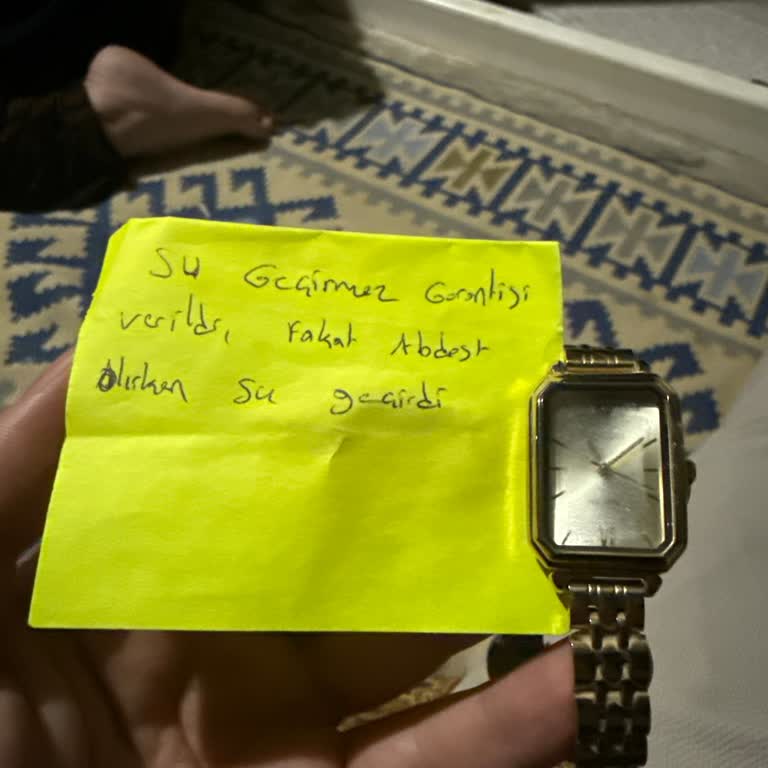 Su Geçirmez Garantisi
verildi, Fakat Abdest
Alırken su geçirdi